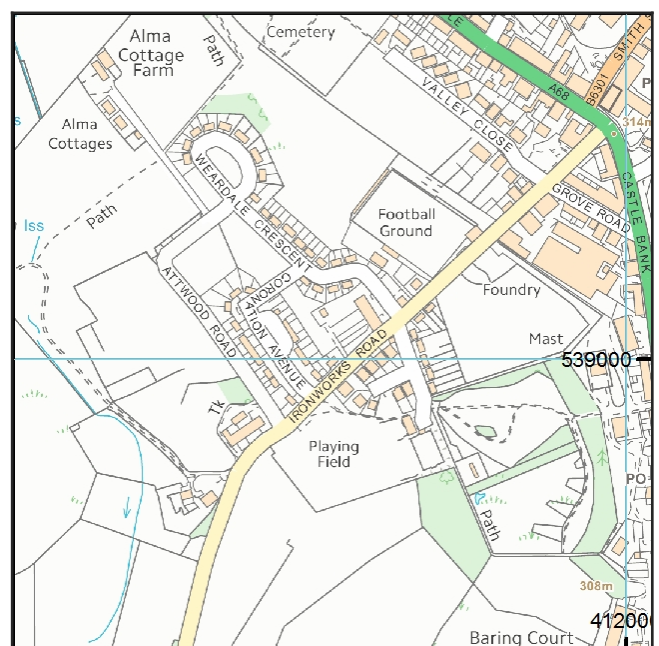 LE
Alma
Cottage
Farm
Path
Cemetery
SMITH
A68
B6301
P
VALLEY CLOSE
314m
s
Alma
Cottages
WEARDALE CRESCENT
CASTLE BANK
GROVE ROAD
Path
Football
Ground
Iss
ATTWOOD ROAD
CORONATION AVENUE
Foundry
Mast
IRONWORKS ROAD
539000
Tk
Playing
Field
PO
Path
308m
412000
Baring Court